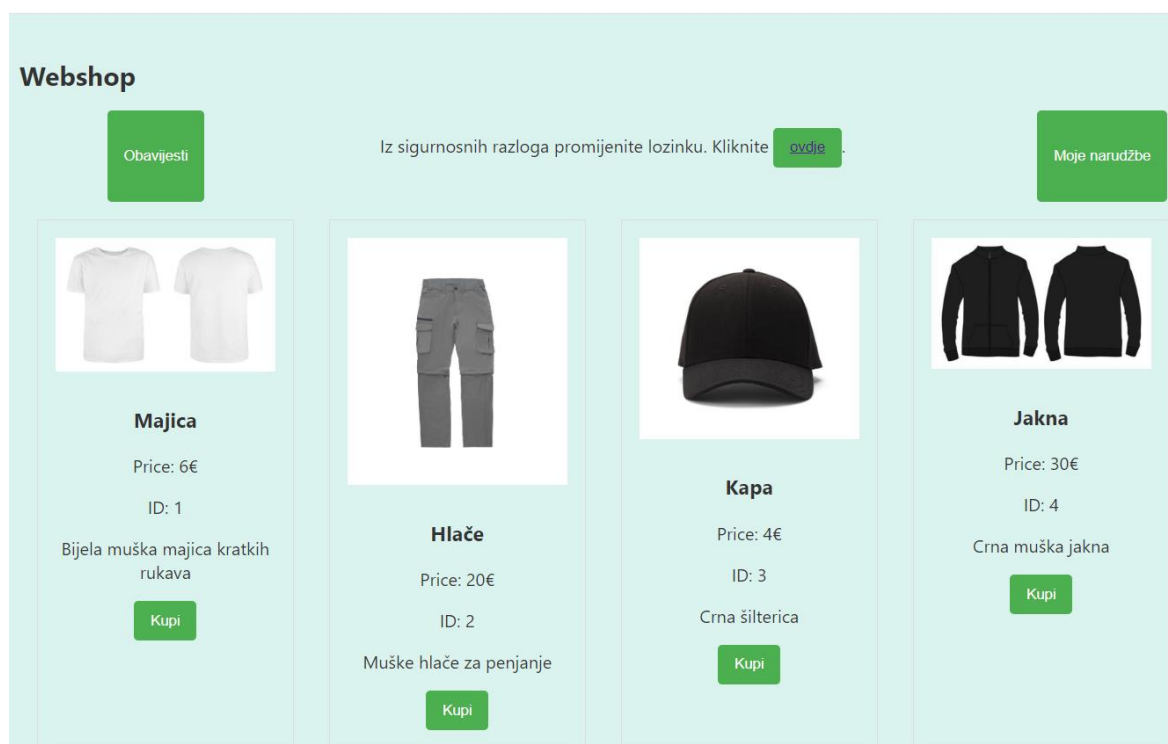 Webshop
Obavijesti
Iz sigurnosnih razloga promijenite lozinku. Kliknite ovdje.
Moje narudžbe
Majica
Price: 6€
ID: 1
Bijela muška majica kratkih
rukava
Kupi
Hlače
Price: 20€
ID: 2
Muške hlače za penjanje
Kupi
Kapa
Price: 4€
ID: 3
Crna šilterica
Kupi
Jakna
Price: 30€
ID: 4
Crna muška jakna
Kupi